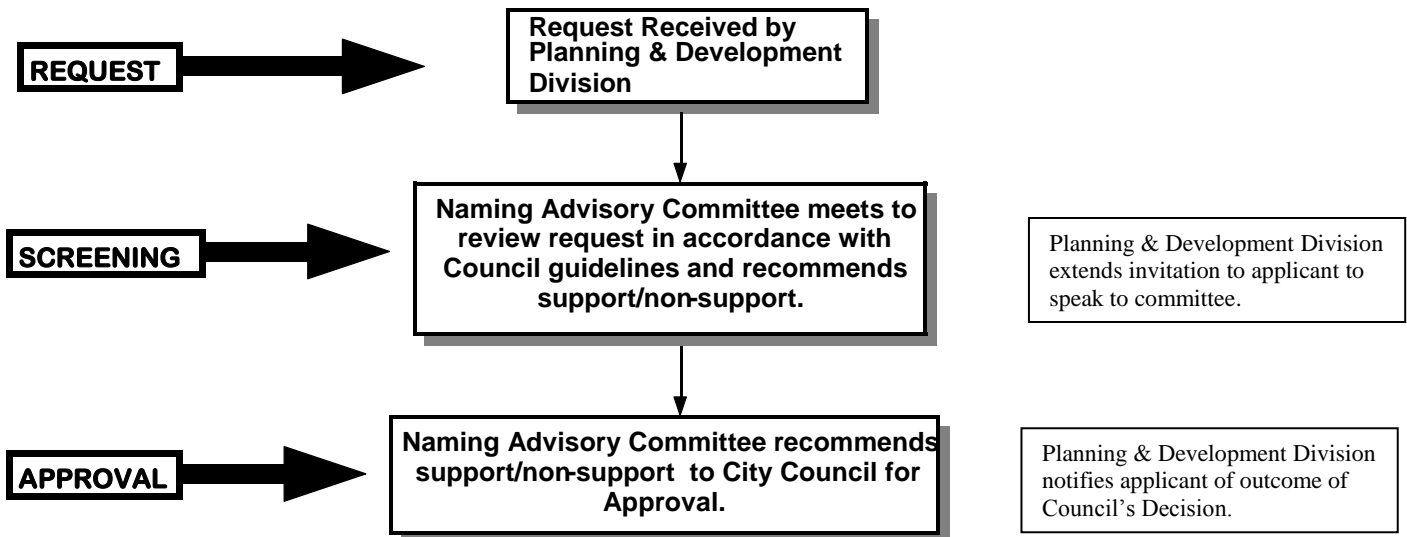 REQUEST
Request Received by
Planning & Development
Division
SCREENING
Naming Advisory Committee meets to
review request in accordance with
Council guidelines and recommends
support/non-support.
Planning & Development Division
extends invitation to applicant to
speak to committee.
APPROVAL
Naming Advisory Committee recommends
support/non-support to City Council for
Approval.
Planning & Development Division
notifies applicant of outcome of
Council's Decision.